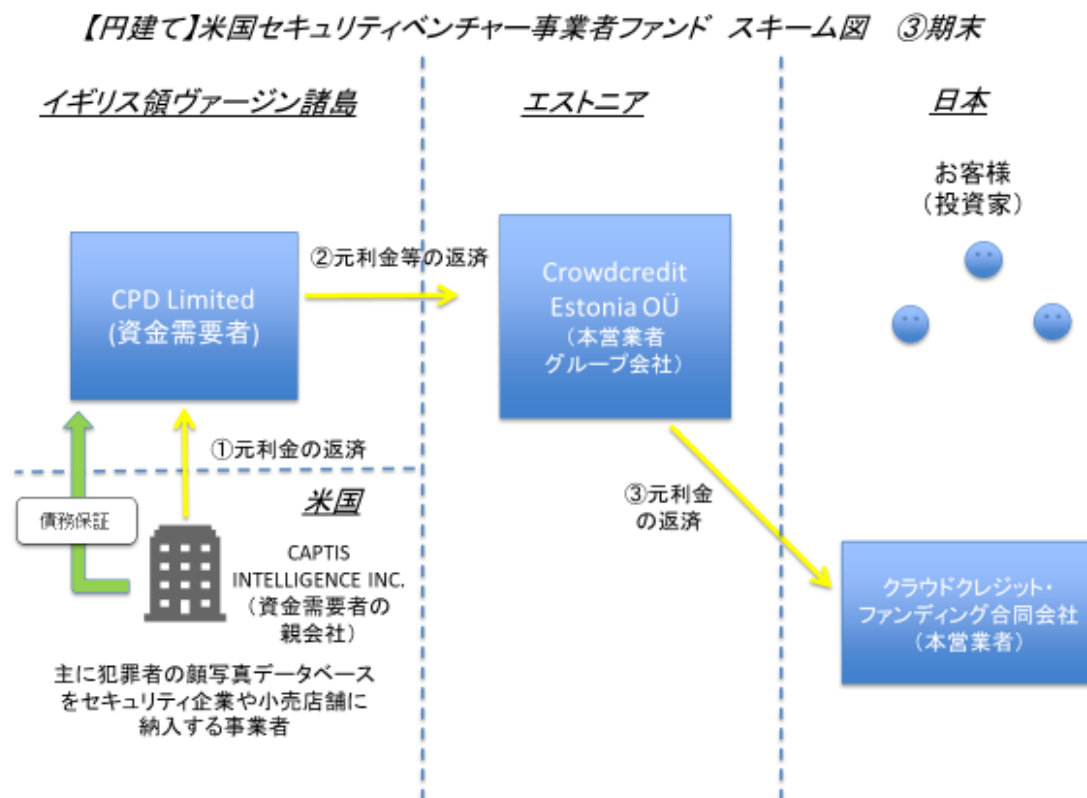 【円建て】米国セキュリティベンチャー事業者ファンド　スキーム図　③期末
イギリス領ヴァージン諸島
エストニア
日本
お客様
（投資家）
CPD Limited
(資金需要者)
②元利金等の返済
Crowdcredit
Estonia OÜ
（本営業者
グループ会社）
①元利金の返済
債務保証
米国
CAPTIS
INTELLIGENCE INC.
（資金需要者の
親会社）
主に犯罪者の顔写真データベース
をセキュリティ企業や小売店舗に
納入する事業者
③元利金
の返済
クラウドクレジット・
ファンディング合同会社
（本営業者）